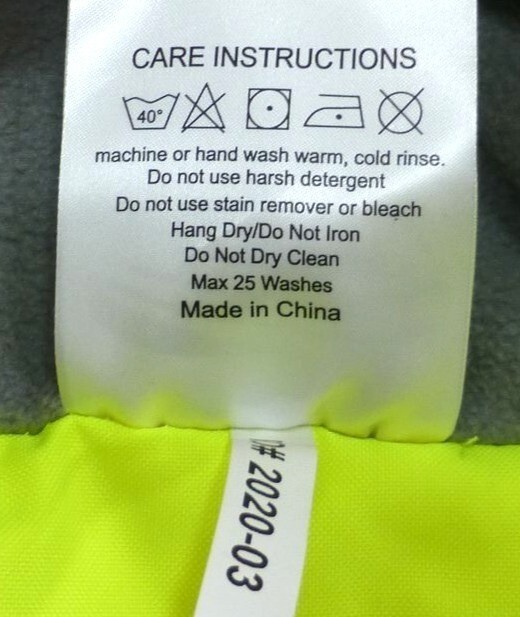 CARE INSTRUCTIONS
40°
machine or hand wash warm, cold rinse.
Do not use harsh detergent
Do not use stain remover or bleach
Hang Dry/Do Not Iron
Do Not Dry Clean
Max 25 Washes
Made in China
# 2020-03